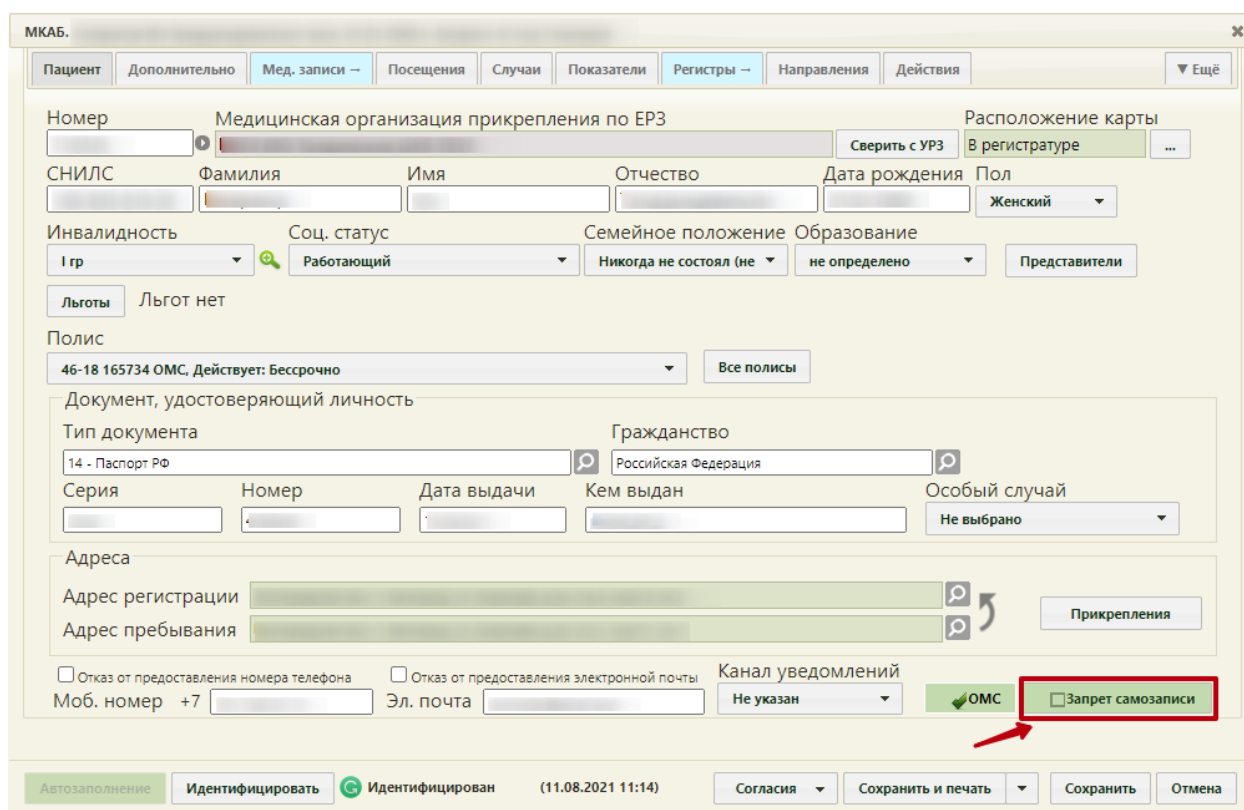 МКАБ.
Пациент Дополнительно Мед. записи → Посещения Случаи Показатели Регистры → Направления Действия ▼ Ещё
Номер Медицинская организация прикрепления по ЕРЗ Расположение карты
Сверить с УРЗ В регистратуре ...
СНИЛС Фамилия Имя Отчество Дата рождения Пол
Женский
Инвалидность Соц. статус Семейное положение Образование
I гр Работающий Никогда не состоял (не не определено Представители
Льготы Льгот нет
Полис
46-18 165734 ОМС, Действует: Бессрочно Все полисы
Документ, удостоверяющий личность
Тип документа Гражданство
14 - Паспорт РФ Российская Федерация
Серия Номер Дата выдачи Кем выдан Особый случай
Не выбрано
Адреса
Адрес регистрации
Адрес пребывания Прикрепления
Отказ от предоставления номера телефона Отказ от предоставления электронной почты Канал уведомлений
Моб. номер +7 Эл. почта Не указан ОМС Запрет самозаписи
Автозаполнение Идентифицировать Идентифицирован (11.08.2021 11:14) Согласия Сохранить и печать Сохранить Отмена